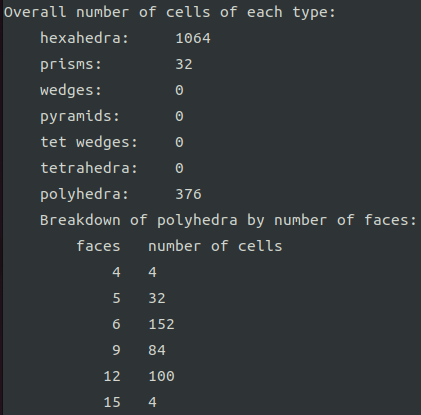 Overall number of cells of each type:
    hexahedra:     1064
    prisms:        32
    wedges:        0
    pyramids:      0
    tet wedges:    0
    tetrahedra:    0
    polyhedra:     376
    Breakdown of polyhedra by number of faces:
        faces   number of cells
            4   4
            5   32
            6   152
            9   84
           12   100
           15   4